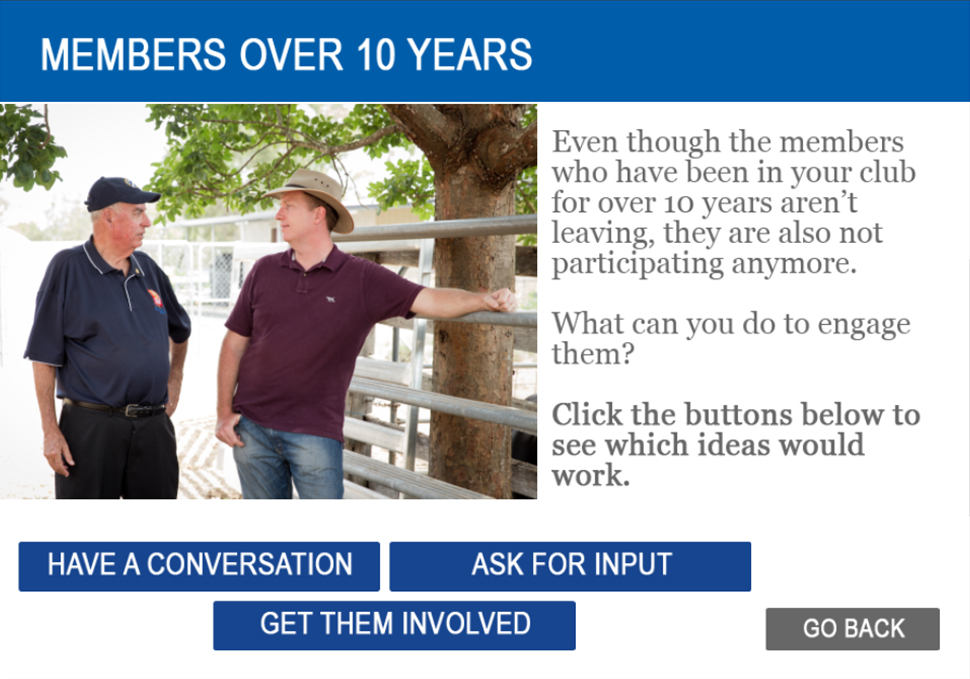 MEMBERS OVER 10 YEARS
Even though the members
who have been in your club
for over 10 years aren’t
leaving, they are also not
participating anymore.
What can you do to engage
them?
Click the buttons below to
see which ideas would
work.
HAVE A CONVERSATION
ASK FOR INPUT
GET THEM INVOLVED
GO BACK